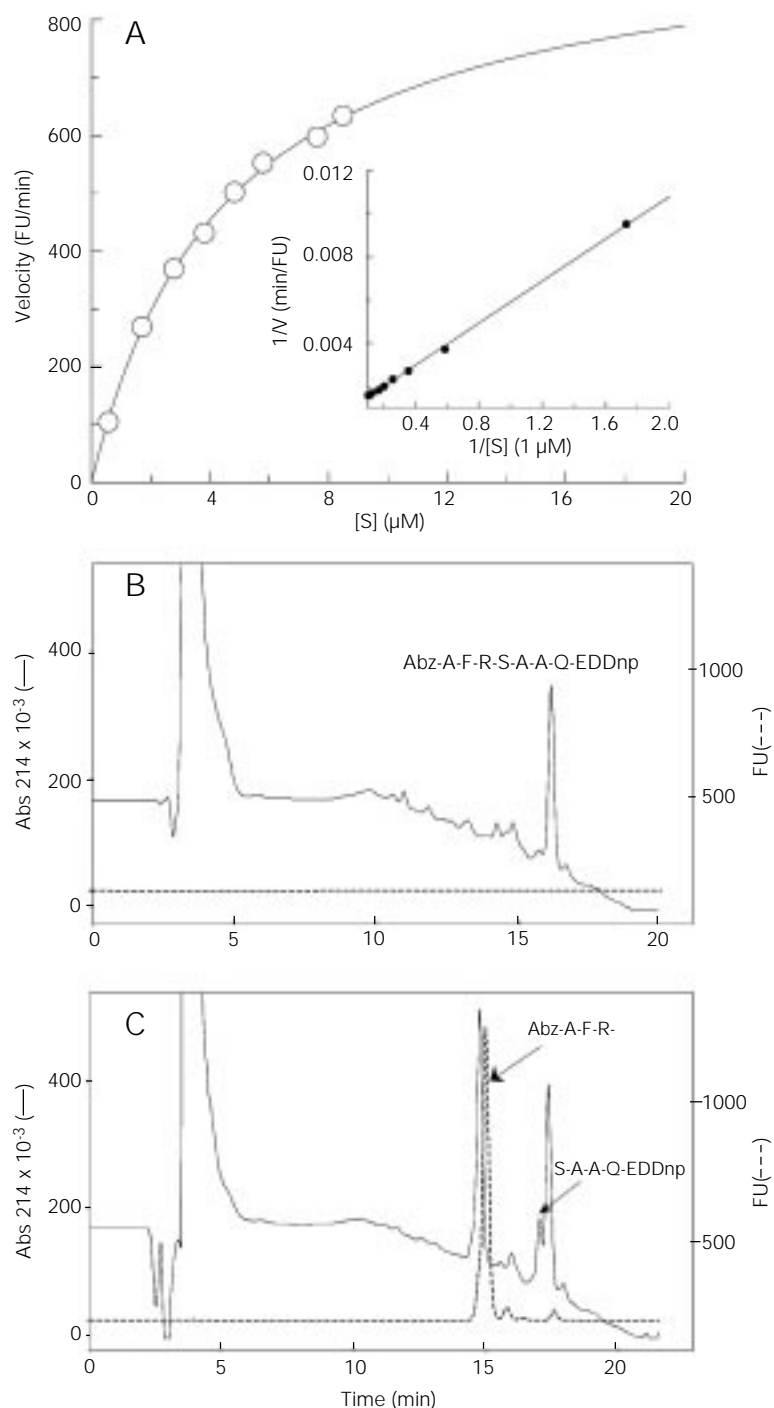 A
800
600
400
200
0
Velocity (FU/min)
0 4 8 12 16 20
[S] (µM)
0.012
0.008
0.004
1/V (min/FU)
0.4 0.8 1.2 1.6 2.0
1/[S] (1 µM)
B
Abz-A-F-R-S-A-A-Q-EDDnp
400
200
0
Abs 214 x 10-3 (—)
1000
500
FU(---)
0 5 10 15 20
C
Abz-A-F-R-
S-A-A-Q-EDDnp
400
200
0
Abs 214 x 10-3 (—)
1000
500
FU(---)
0 5 10 15 20
Time (min)